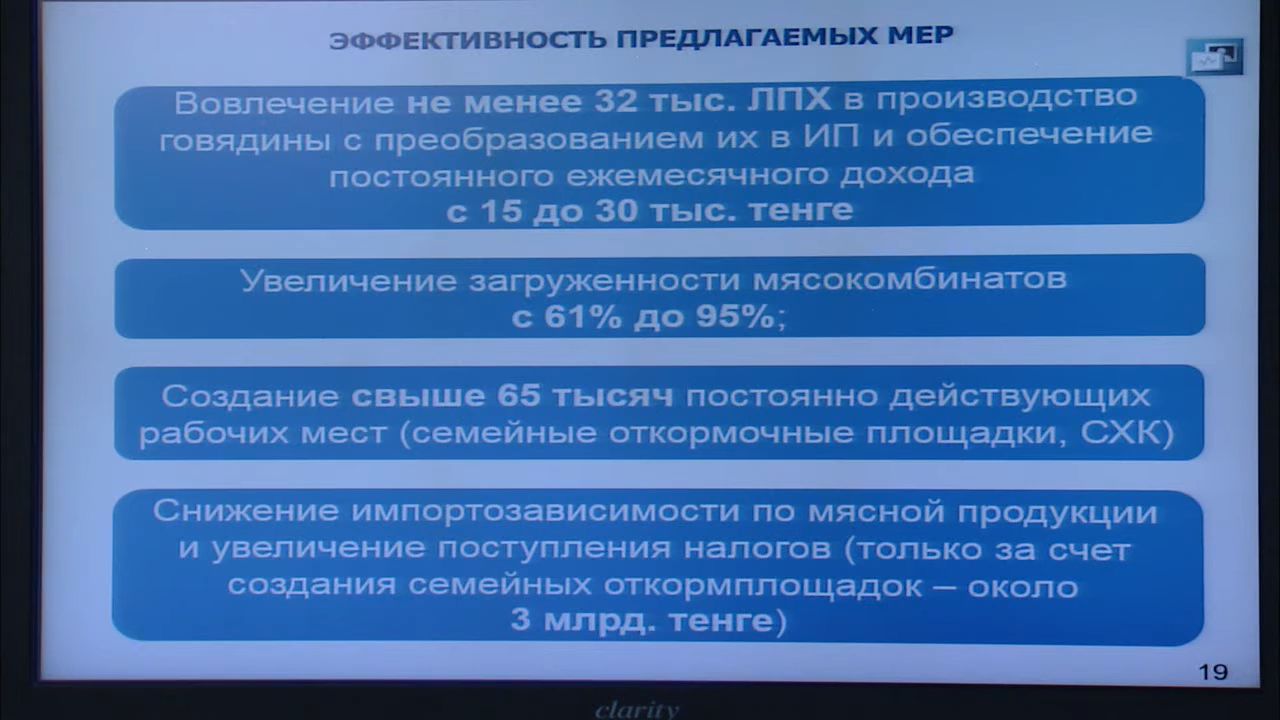 ЭФФЕКТИВНОСТЬ ПРЕДЛАГАЕМЫХ МЕР
Вовлечение не менее 32 тыс. ЛПХ в производство
говядины с преобразованием их в ИП и обеспечение
постоянного ежемесячного дохода
с 15 до 30 тыс. тенге
Увеличение загруженности мясокомбинатов
с 61% до 95%;
Создание свыше 65 тысяч постоянно действующих
рабочих мест (семейные откормочные площадки, СХК)
Снижение импортозависимости по мясной продукции
и увеличение поступления налогов (только за счет
создания семейных откормплощадок – около
3 млрд. тенге)
19
clarity